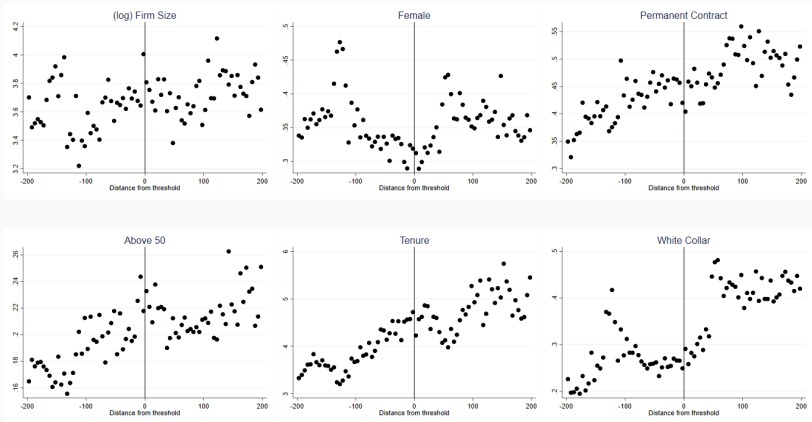 (log) Firm Size
4.2
4
3.8
3.6
3.4
3.2
-200 -100 0 100 200
Distance from threshold
Female
.5
.45
.4
.35
.3
-200 -100 0 100 200
Distance from threshold
Permanent Contract
.55
.5
.45
.4
.35
.3
-200 -100 0 100 200
Distance from threshold
Above 50
.26
.24
.22
.2
.18
.16
-200 -100 0 100 200
Distance from threshold
Tenure
6
5
4
3
-200 -100 0 100 200
Distance from threshold
White Collar
.5
.4
.3
.2
-200 -100 0 100 200
Distance from threshold